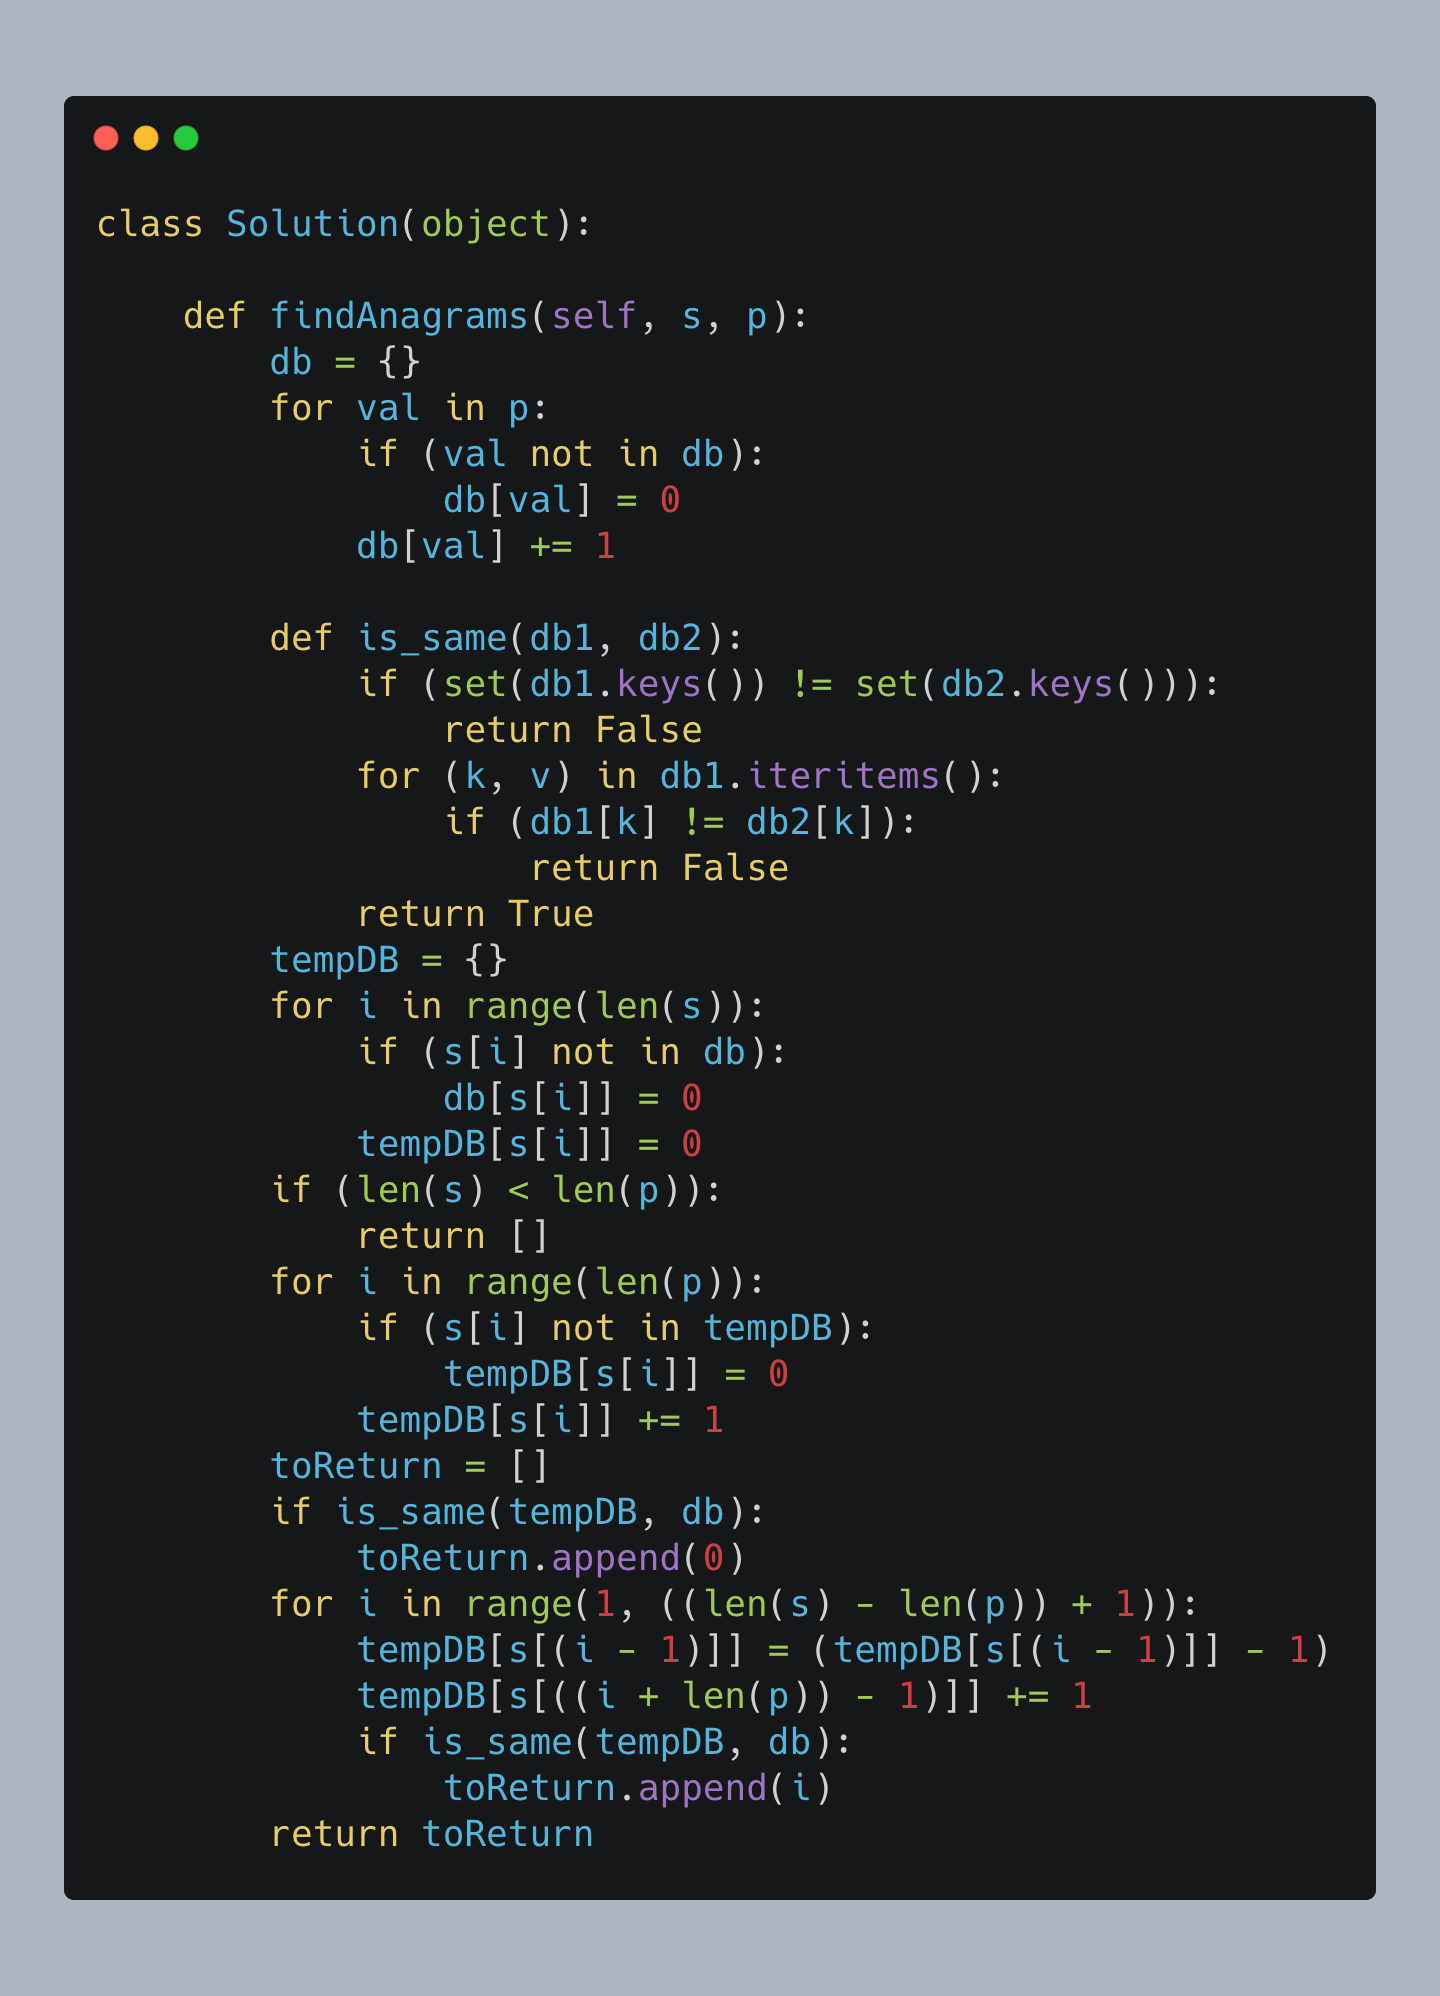 class Solution(object):

    def findAnagrams(self, s, p):
        db = {}
        for val in p:
            if (val not in db):
                db[val] = 0
            db[val] += 1

        def is_same(db1, db2):
            if (set(db1.keys()) != set(db2.keys())):
                return False
            for (k, v) in db1.iteritems():
                if (db1[k] != db2[k]):
                    return False
            return True
        tempDB = {}
        for i in range(len(s)):
            if (s[i] not in db):
                db[s[i]] = 0
            tempDB[s[i]] = 0
        if (len(s) < len(p)):
            return []
        for i in range(len(p)):
            if (s[i] not in tempDB):
                tempDB[s[i]] = 0
            tempDB[s[i]] += 1
        toReturn = []
        if is_same(tempDB, db):
            toReturn.append(0)
        for i in range(1, ((len(s) - len(p)) + 1)):
            tempDB[s[(i - 1)]] = (tempDB[s[(i - 1)]] - 1)
            tempDB[s[((i + len(p)) - 1)]] += 1
            if is_same(tempDB, db):
                toReturn.append(i)
        return toReturn